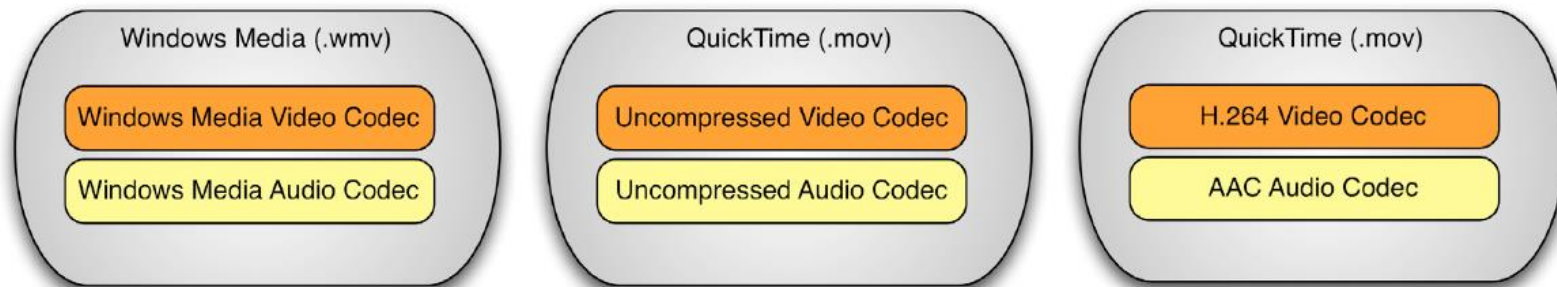 Windows Media (.wmv)
Windows Media Video Codec
Windows Media Audio Codec
QuickTime (.mov)
Uncompressed Video Codec
Uncompressed Audio Codec
QuickTime (.mov)
H.264 Video Codec
AAC Audio Codec